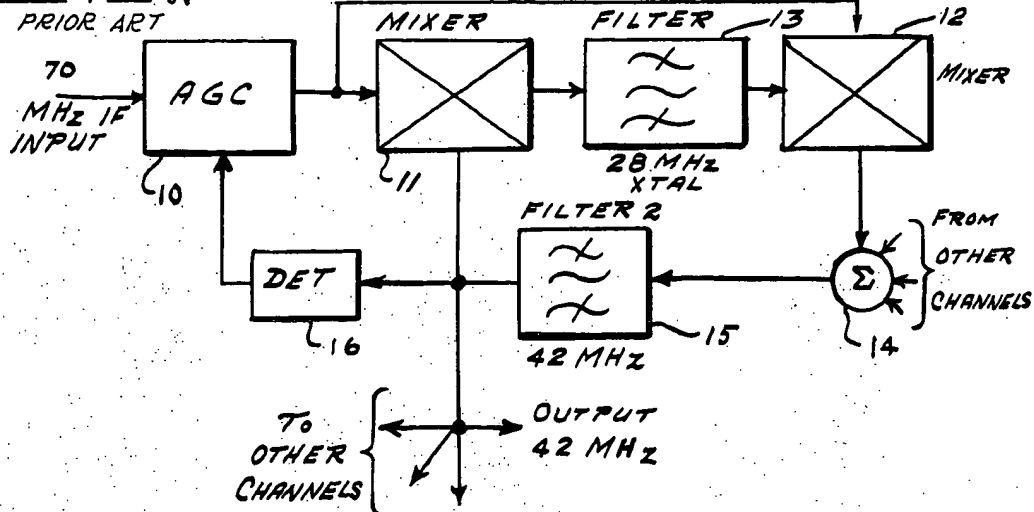 PRIOR ART
MIXER
FILTER
13
12
70
MHz IF
INPUT
AGC
MIXER
10
11
28 MHz
XTAL
FILTER 2
FROM
OTHER
CHANNELS
DET
Σ
16
15
14
42 MHz
TO
OTHER
CHANNELS
OUTPUT
42 MHz